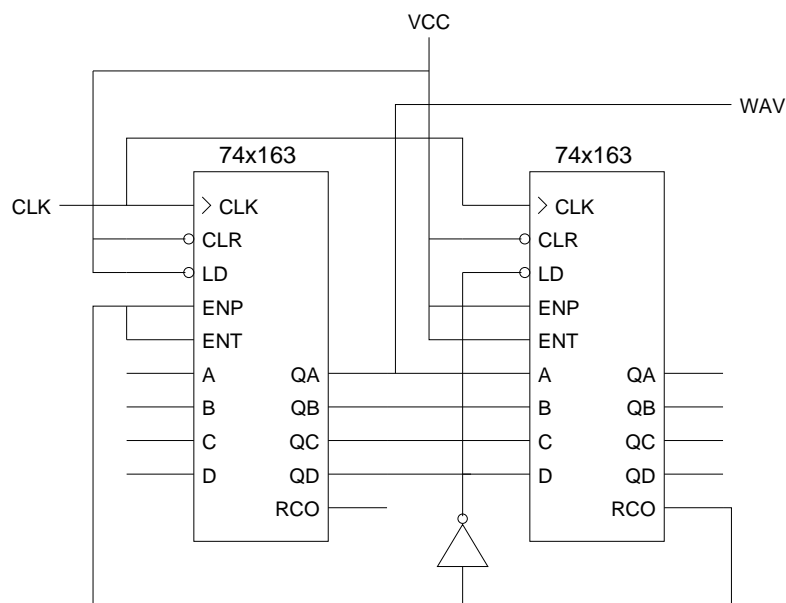 VCC
WAV
74x163
74x163
CLK
CLK
CLK
CLR
CLR
LD
LD
ENP
ENP
ENT
ENT
A
QA
A
QA
B
QB
B
QB
C
QC
C
QC
D
QD
D
QD
RCO
RCO